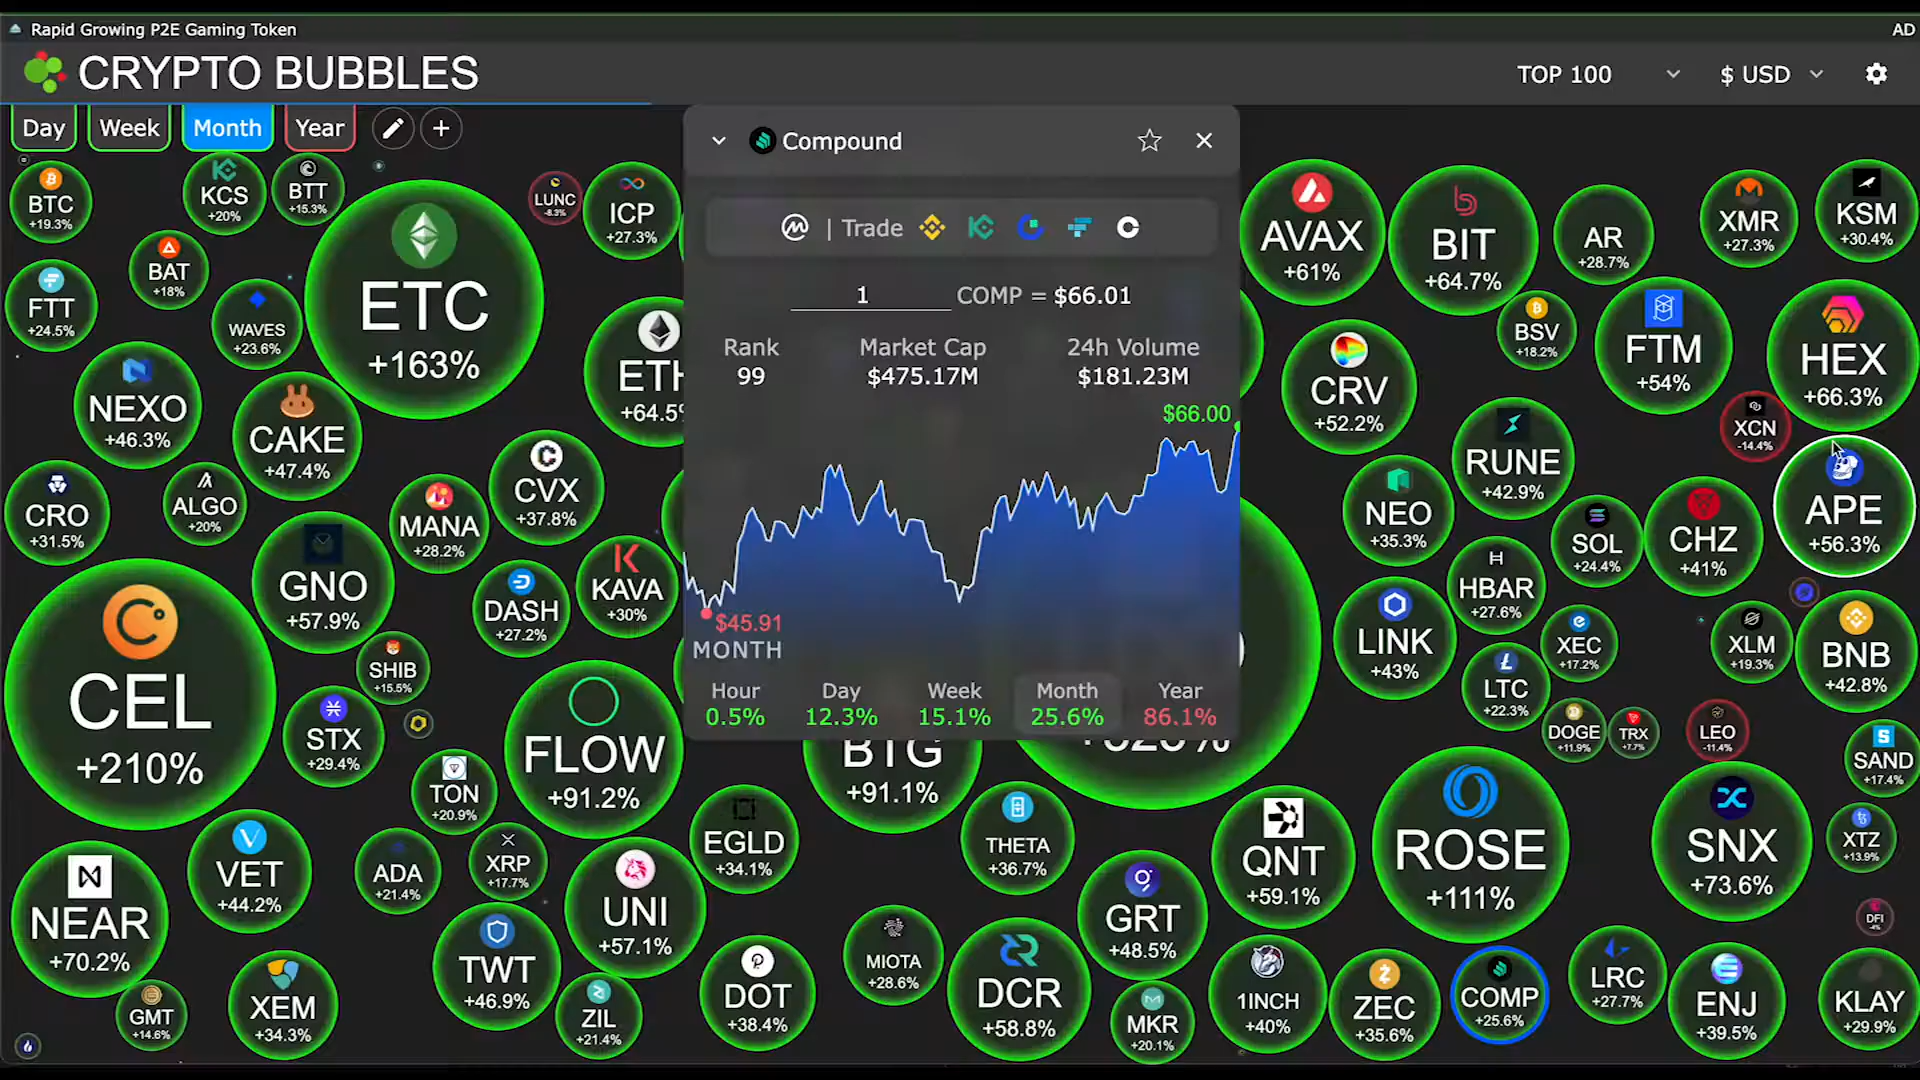 Rapid Growing P2E Gaming Token
AD
CRYPTO BUBBLES
TOP 100
$ USD
Day
Week
Month
Year
Compound
| Trade
1
COMP = $66.01
Rank
Market Cap
24h Volume
99
$475.17M
$181.23M
$66.00
$45.91
MONTH
Hour
Day
Week
Month
Year
0.5%
12.3%
15.1%
25.6%
86.1%
BTC
+19.3%
KCS
+20%
BTT
+15.3%
LUNC
-8.3%
ICP
+27.3%
BAT
+18%
FTT
+24.5%
WAVES
+23.6%
ETC
+163%
ETH
+64.5%
NEXO
+46.3%
CAKE
+47.4%
CVX
+37.8%
CRO
+31.5%
ALGO
+20%
MANA
+28.2%
GNO
+57.9%
DASH
+27.2%
KAVA
+30%
CEL
+210%
SHIB
+15.5%
STX
+29.4%
FLOW
+91.2%
BTG
+91.1%
TON
+20.9%
EGLD
+34.1%
THETA
+36.7%
NEAR
+70.2%
VET
+44.2%
ADA
+21.4%
XRP
+17.7%
UNI
+57.1%
TWT
+46.9%
GMT
+14.6%
XEM
+34.3%
ZIL
+21.4%
DOT
+38.4%
MIOTA
+28.6%
DCR
+58.8%
GRT
+48.5%
MKR
+20.1%
AVAX
+61%
BIT
+64.7%
AR
+28.7%
XMR
+27.3%
KSM
+30.4%
BSV
+18.2%
FTM
+54%
HEX
+66.3%
CRV
+52.2%
XCN
-14.4%
RUNE
+42.9%
APE
+56.3%
NEO
+35.3%
SOL
+24.4%
CHZ
+41%
HBAR
+27.6%
LINK
+43%
XEC
+17.2%
XLM
+19.3%
BNB
+42.8%
LTC
+22.3%
DOGE
+11.9%
TRX
+7.7%
LEO
-11.4%
SAND
+17.4%
QNT
+59.1%
ROSE
+111%
SNX
+73.6%
XTZ
+13.9%
DFI
-4%
1INCH
+40%
ZEC
+35.6%
COMP
+25.6%
LRC
+27.7%
ENJ
+39.5%
KLAY
+29.9%